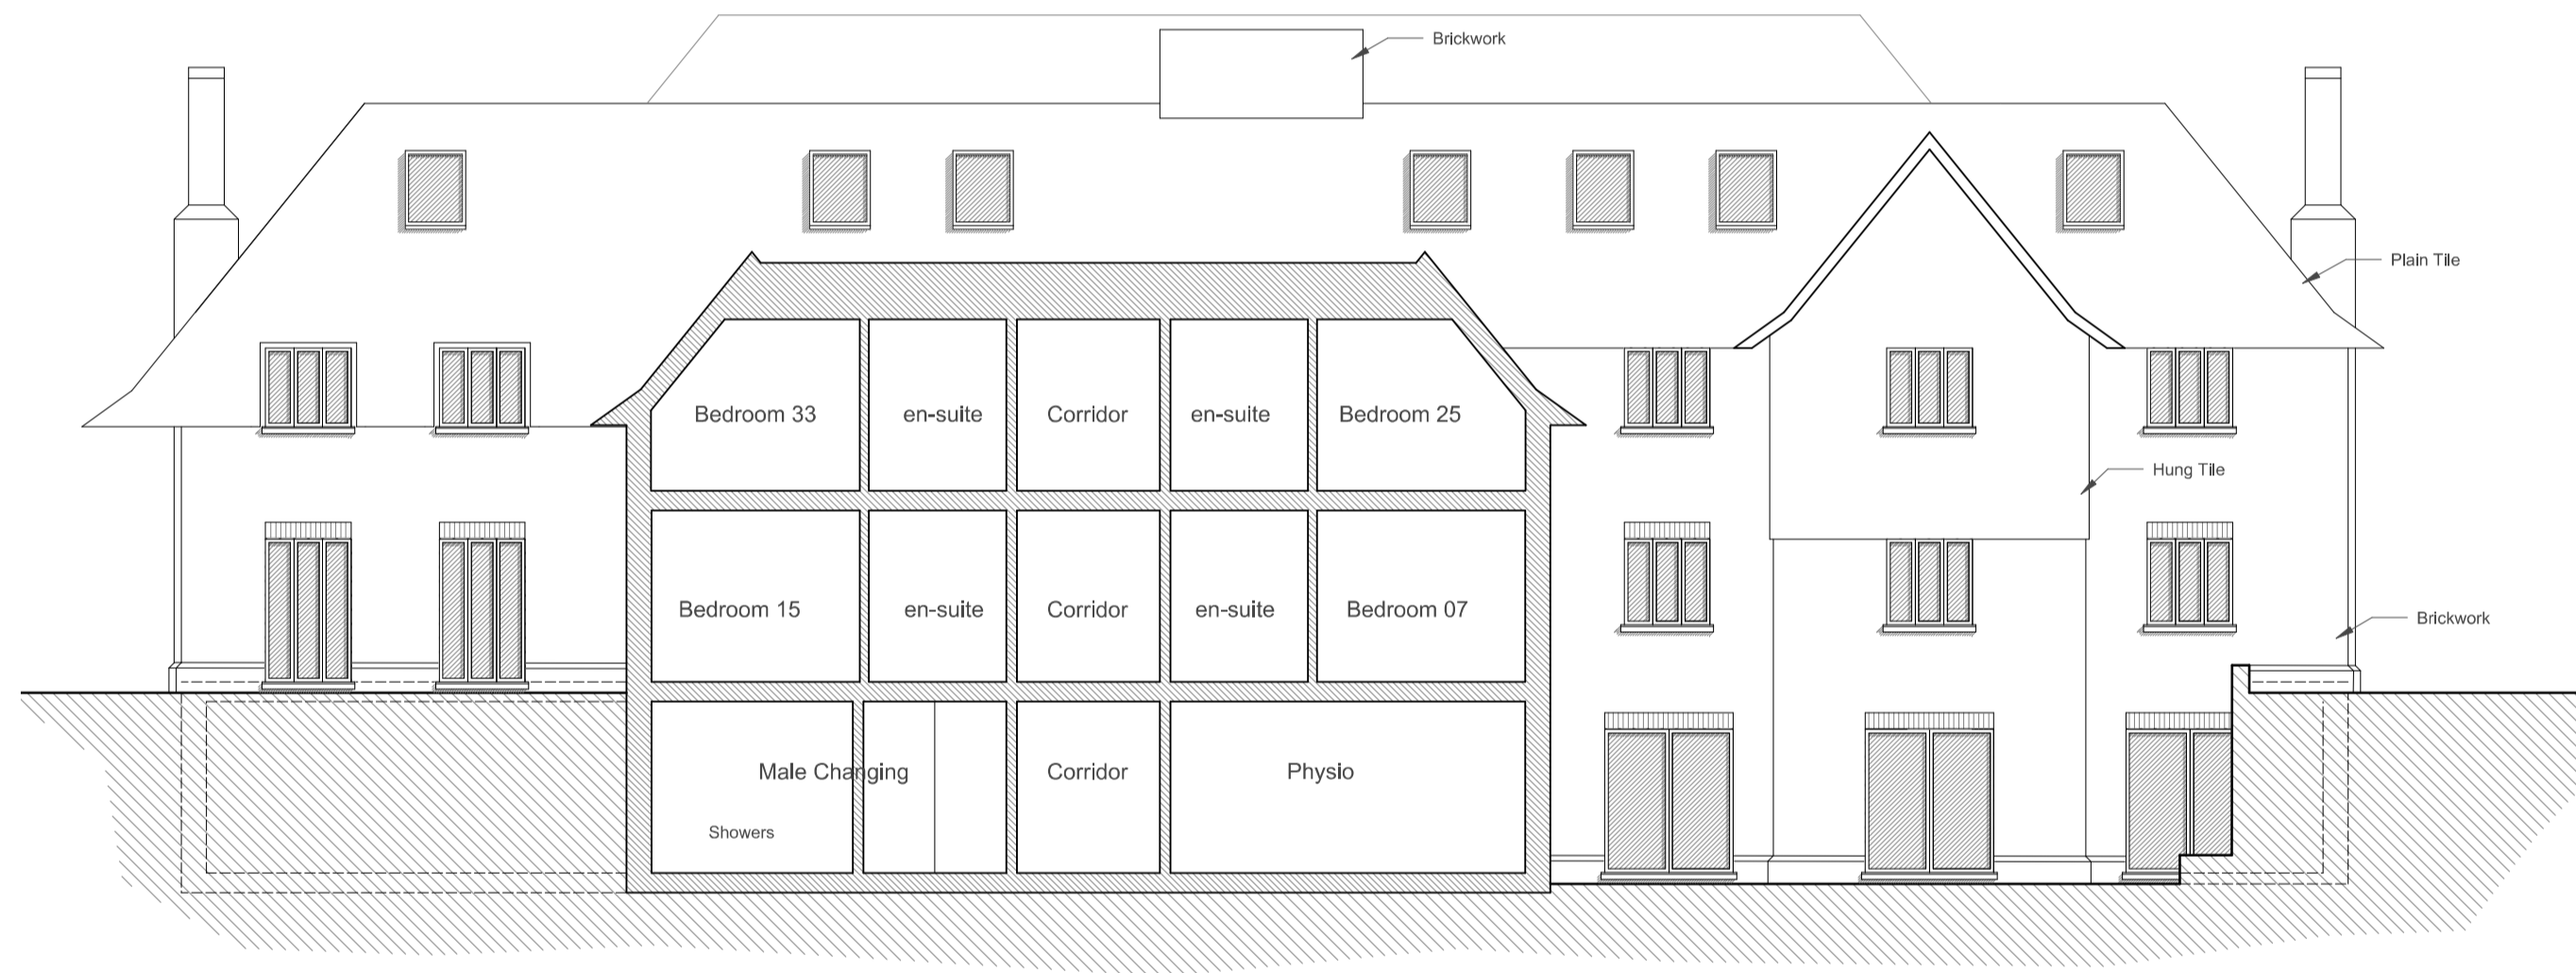 Brickwork
Plain Tile
Bedroom 33
en-suite
Corridor
en-suite
Bedroom 25
Hung Tile
Bedroom 15
en-suite
Corridor
en-suite
Bedroom 07
Brickwork
Male Changing
Corridor
Physio
Showers